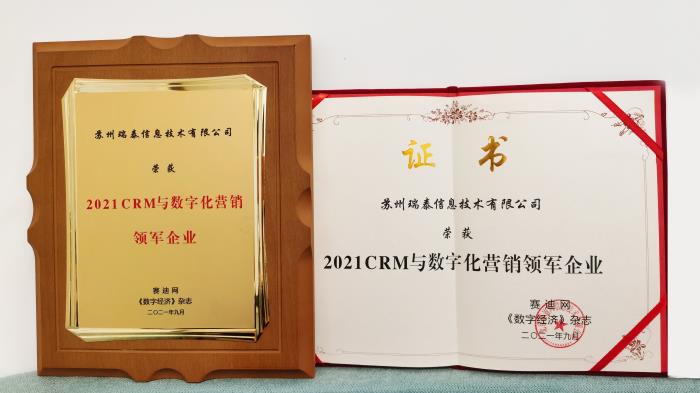 苏州瑞泰信息技术有限公司
荣获
2021CRM与数字化营销
领军企业
赛迪网
《数字经济》杂志
二〇二一年九月
证书
苏州瑞泰信息技术有限公司
荣获
2021CRM与数字化营销领军企业
赛迪网
《数字经济》杂志
二〇二一年九月